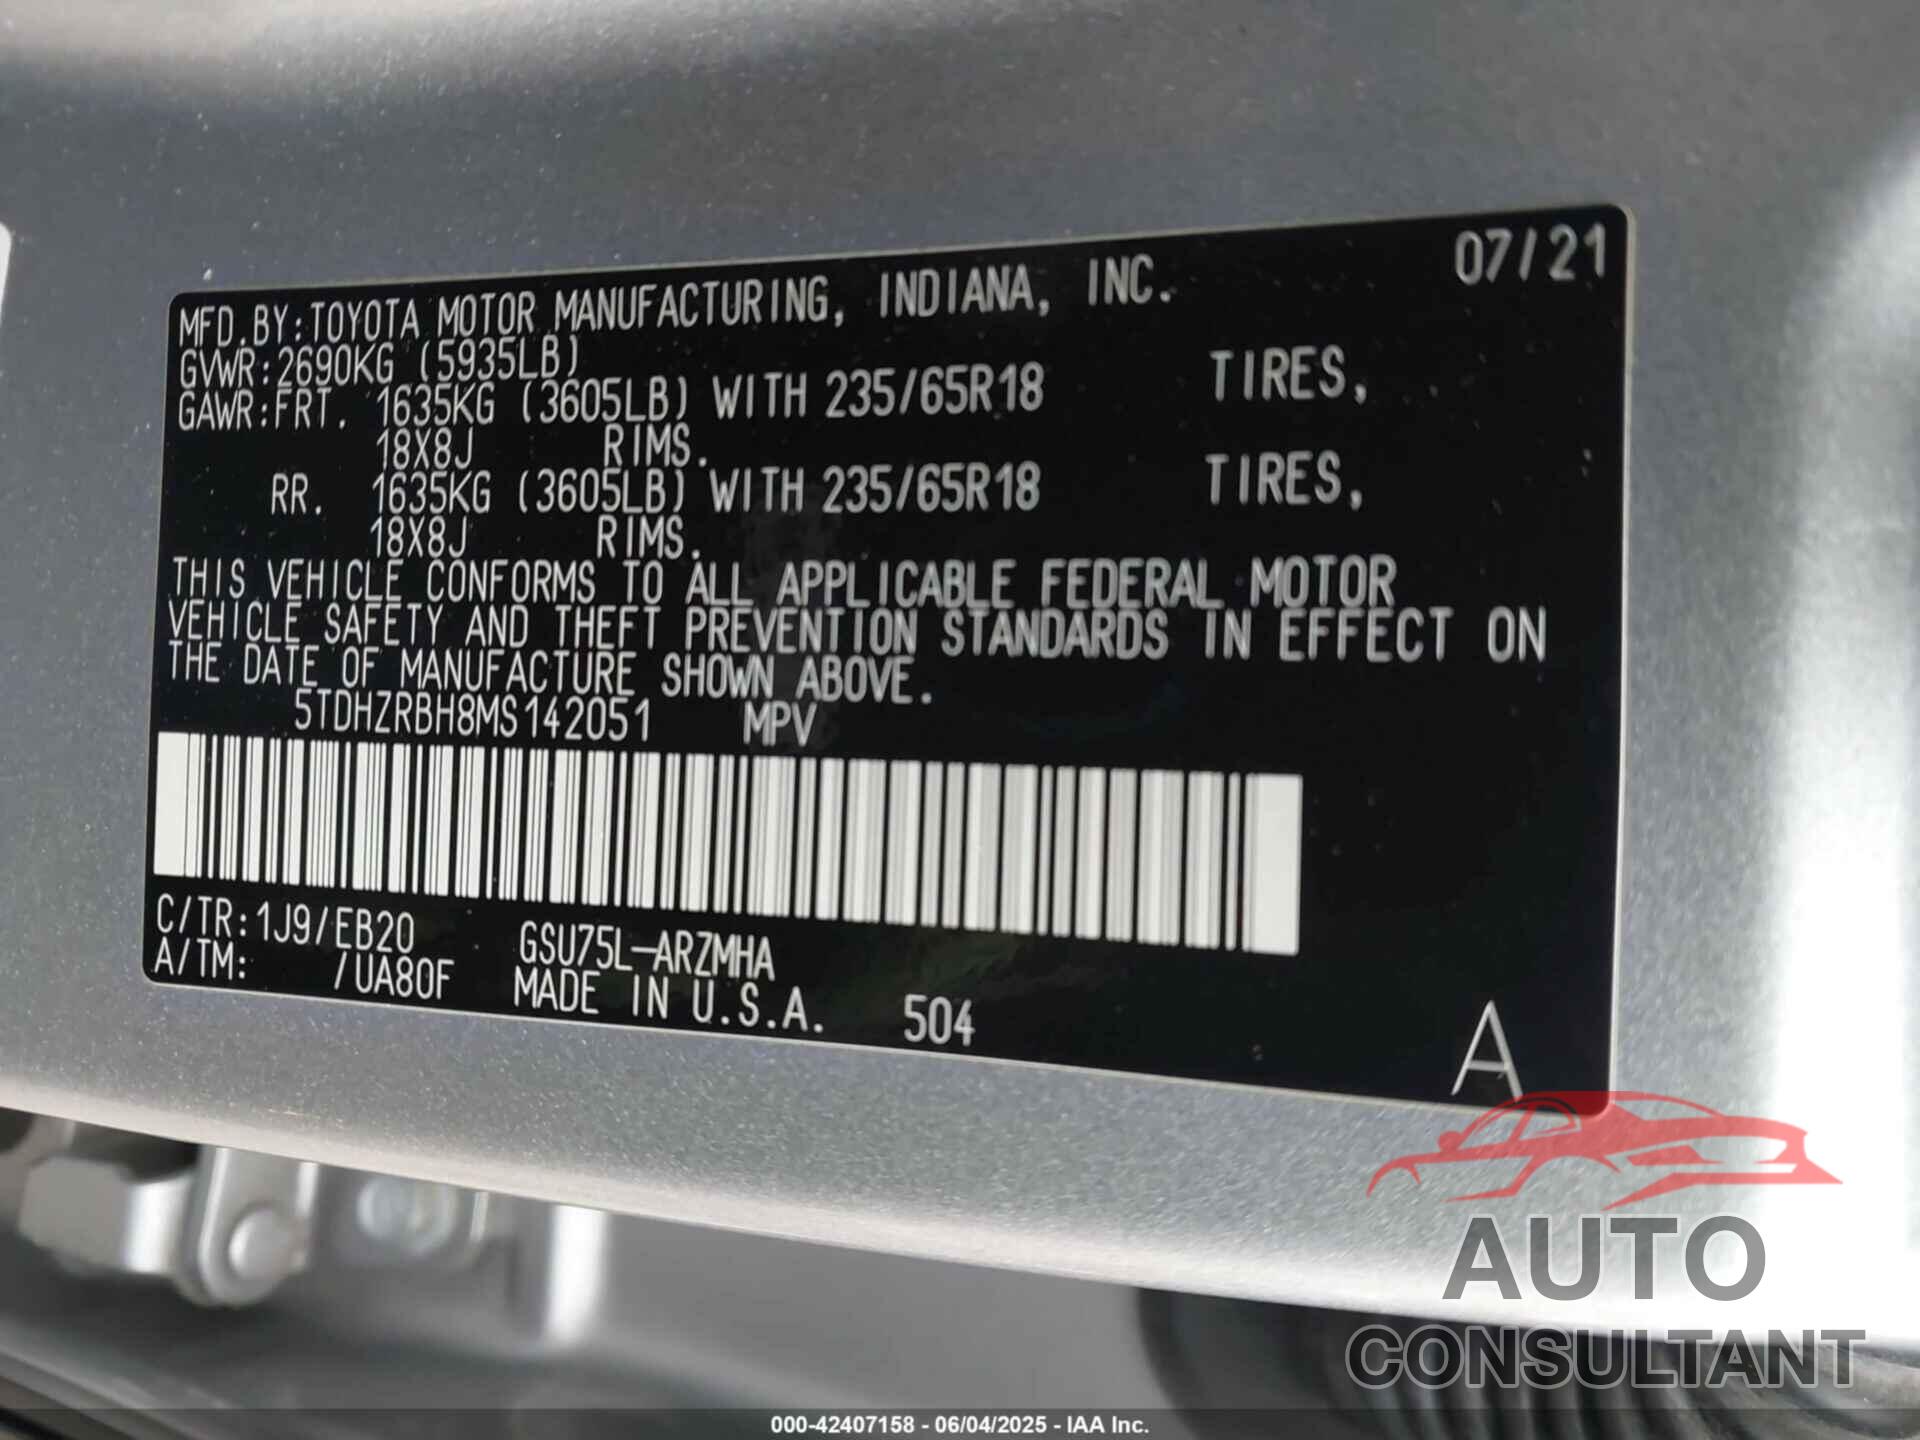 07/21
MFD.BY:TOYOTA MOTOR MANUFACTURING, INDIANA, INC.
GVWR:2690KG (5935LB)
GAWR:FRT. 1635KG (3605LB) WITH 235/65R18 TIRES,
18X8J RIMS.
RR. 1635KG (3605LB) WITH 235/65R18 TIRES,
18X8J RIMS.
THIS VEHICLE CONFORMS TO ALL APPLICABLE FEDERAL MOTOR
VEHICLE SAFETY AND THEFT PREVENTION STANDARDS IN EFFECT ON
THE DATE OF MANUFACTURE SHOWN ABOVE.
5TDHZRBH8MS142051 MPV
C/TR:1J9/EB20 GSU75L-ARZMHA
A/TM: /UA80F MADE IN U.S.A. 504
A
AUTO
CONSULTANT
000-42407158 - 06/04/2025 - IAA Inc.